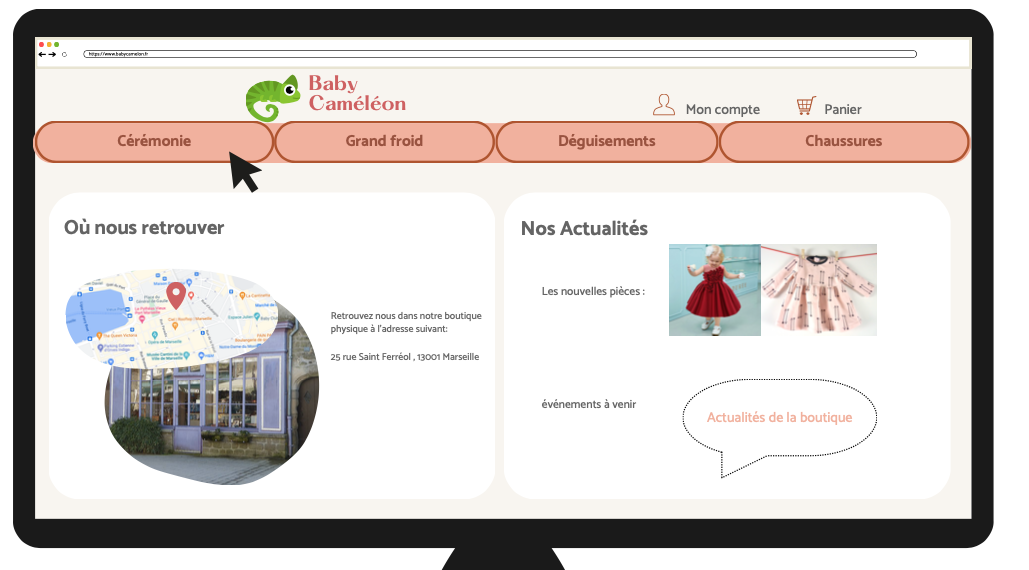 https://www.babycameleon.fr
Baby
Caméléon
Mon compte
Panier
Cérémonie
Grand froid
Déguisements
Chaussures
Où nous retrouver
Retrouvez nous dans notre boutique
physique à l'adresse suivant:
25 rue Saint Ferréol , 13001 Marseille
Nos Actualités
Les nouvelles pièces :
événements à venir
Actualités de la boutique